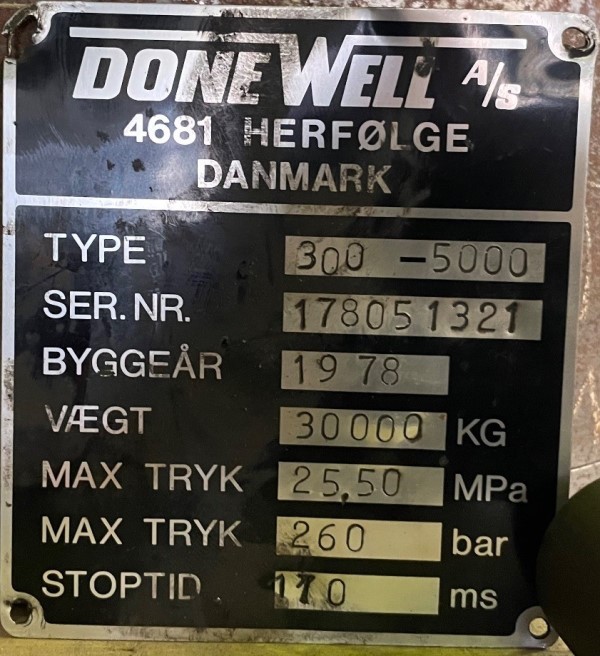 DONEWELL A/S
4681 HERFØLGE
DANMARK
TYPE 300 -5000
SER. NR. 178051321
BYGGEÅR 1978
VÆGT 30000 KG
MAX TRYK 25,50 MPa
MAX TRYK 260 bar
STOPTID 110 ms